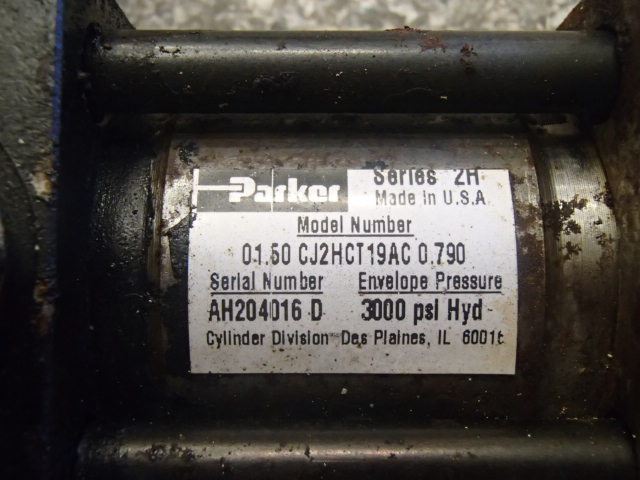 Parker Series 2H
Made in U.S.A
Model Number
01.50 CJ2HCT19AC 0.790
Serial Number Envelope Pressure
AH204016 D 3000 psi Hyd
Cylinder Division Des Plaines, IL 60016